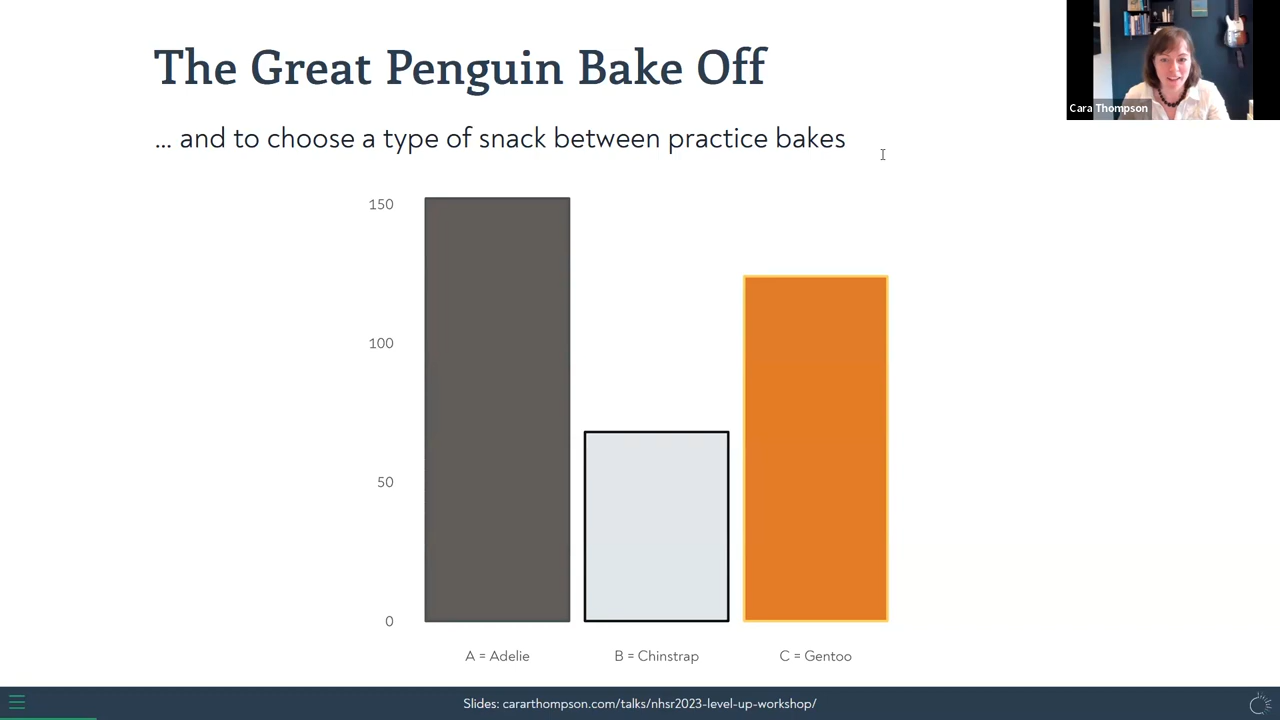 The Great Penguin Bake Off
Cara Thompson
... and to choose a type of snack between practice bakes
150
100
50
0
A = Adelie
B = Chinstrap
C = Gentoo
Slides: cararthompson.com/talks/nhsr2023-level-up-workshop/